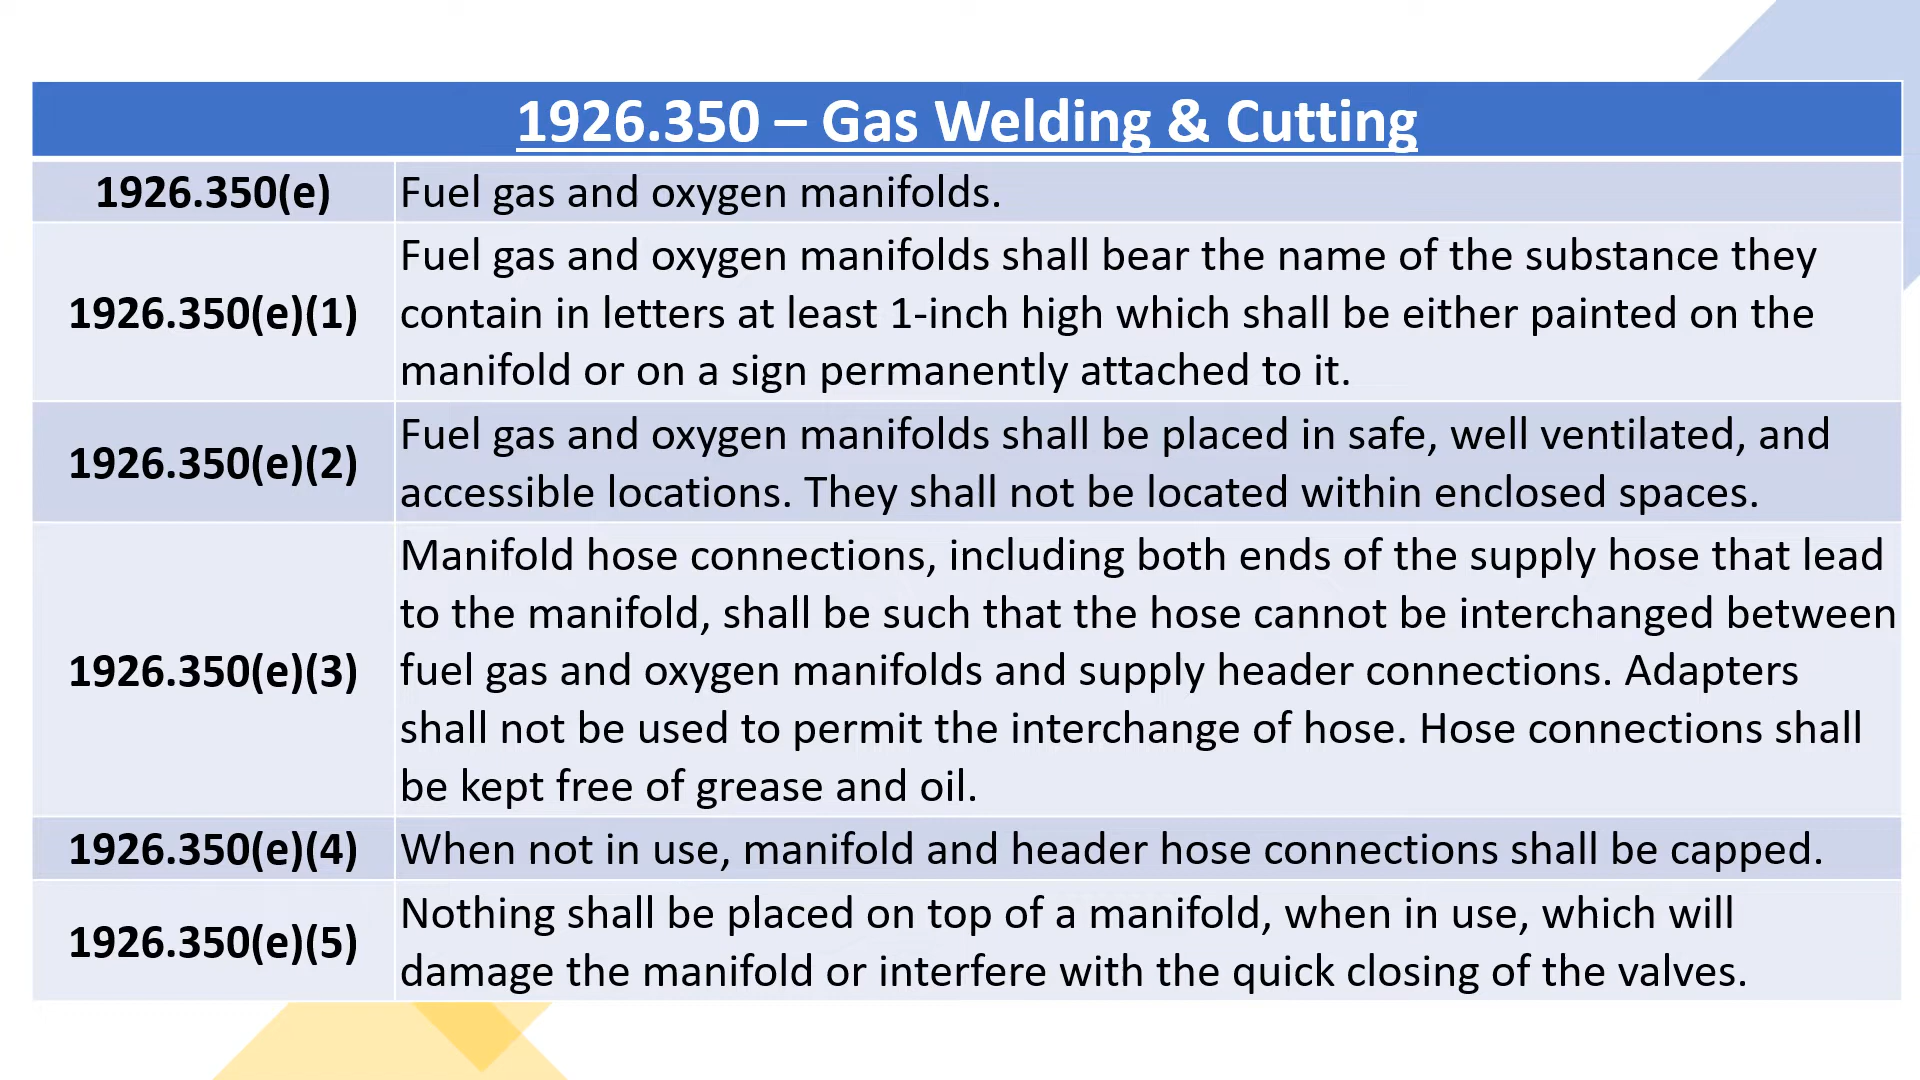 1926.350 – Gas Welding & Cutting
1926.350(e)
Fuel gas and oxygen manifolds.
1926.350(e)(1)
Fuel gas and oxygen manifolds shall bear the name of the substance they
contain in letters at least 1-inch high which shall be either painted on the
manifold or on a sign permanently attached to it.
1926.350(e)(2)
Fuel gas and oxygen manifolds shall be placed in safe, well ventilated, and
accessible locations. They shall not be located within enclosed spaces.
1926.350(e)(3)
Manifold hose connections, including both ends of the supply hose that lead
to the manifold, shall be such that the hose cannot be interchanged between
fuel gas and oxygen manifolds and supply header connections. Adapters
shall not be used to permit the interchange of hose. Hose connections shall
be kept free of grease and oil.
1926.350(e)(4)
When not in use, manifold and header hose connections shall be capped.
1926.350(e)(5)
Nothing shall be placed on top of a manifold, when in use, which will
damage the manifold or interfere with the quick closing of the valves.